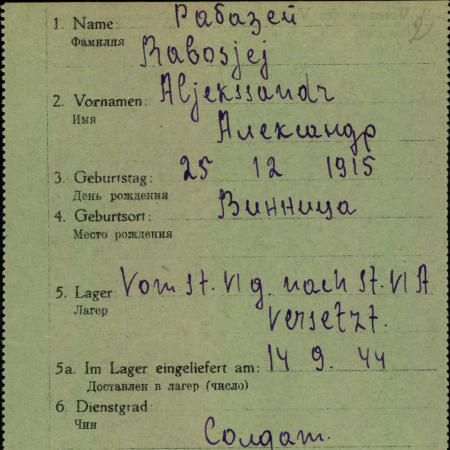 1. Name: Рабазей
Фамилия
Rabosjej
2. Vornamen: Aljekssandr
Имя
Александр
3. Geburtstag: 25 12 1915
День рождения
4. Geburtsort: Винница
Место рождения
5. Lager Vom St. VI g. nach St. VI A
Лагер
versetzt.
5a. Im Lager eingeliefert am: 14 9. 44
Доставлен в лагер (число)
6. Dienstgrad
Чин
Солдат.